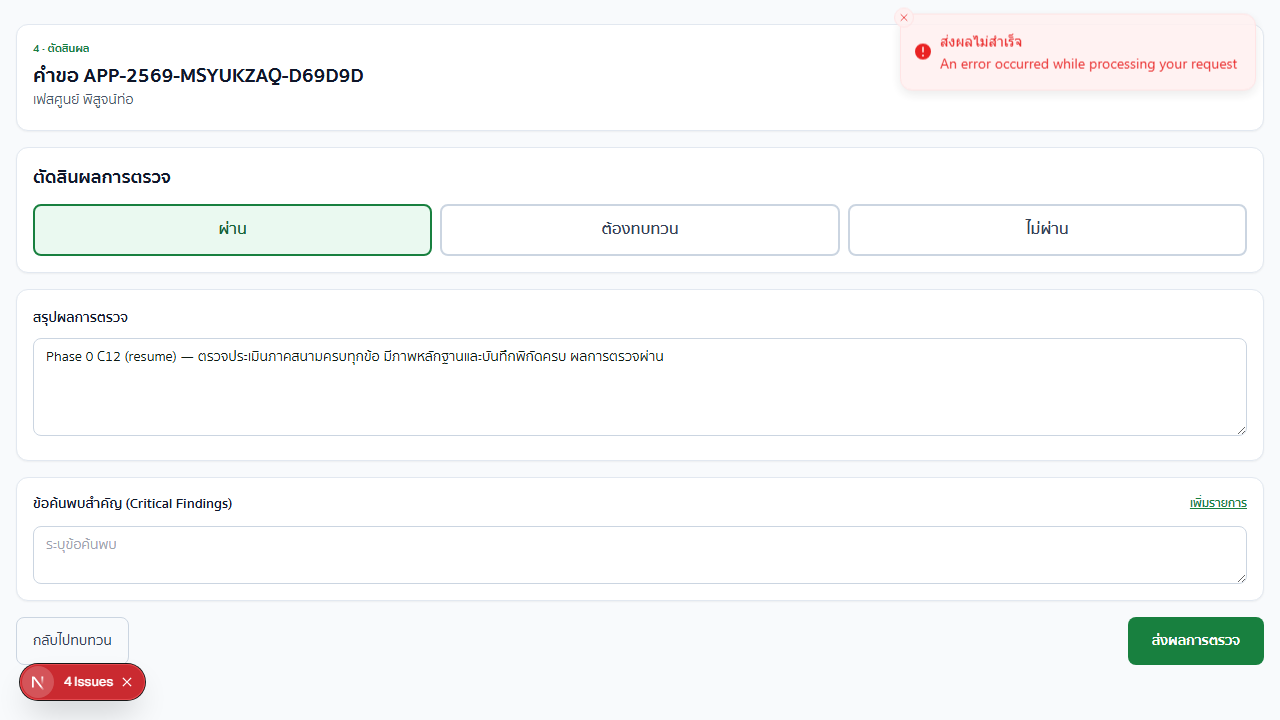 4 · ตัดสินผล
คำขอ APP-2569-MSYUKZAQ-D69D9D
เฟสศูนย์ พิสูจน์ท่อ
ส่งผลไม่สำเร็จ
An error occurred while processing your request
ตัดสินผลการตรวจ
ผ่าน
ต้องทบทวน
ไม่ผ่าน
สรุปผลการตรวจ
Phase 0 C12 (resume) — ตรวจประเมินภาคสนามครบทุกข้อ มีภาพหลักฐานและบันทึกพิกัดครบ ผลการตรวจผ่าน
ข้อค้นพบสำคัญ (Critical Findings)
เพิ่มรายการ
ระบุข้อค้นพบ
กลับไปทบทวน
ส่งผลการตรวจ
N
4 Issues